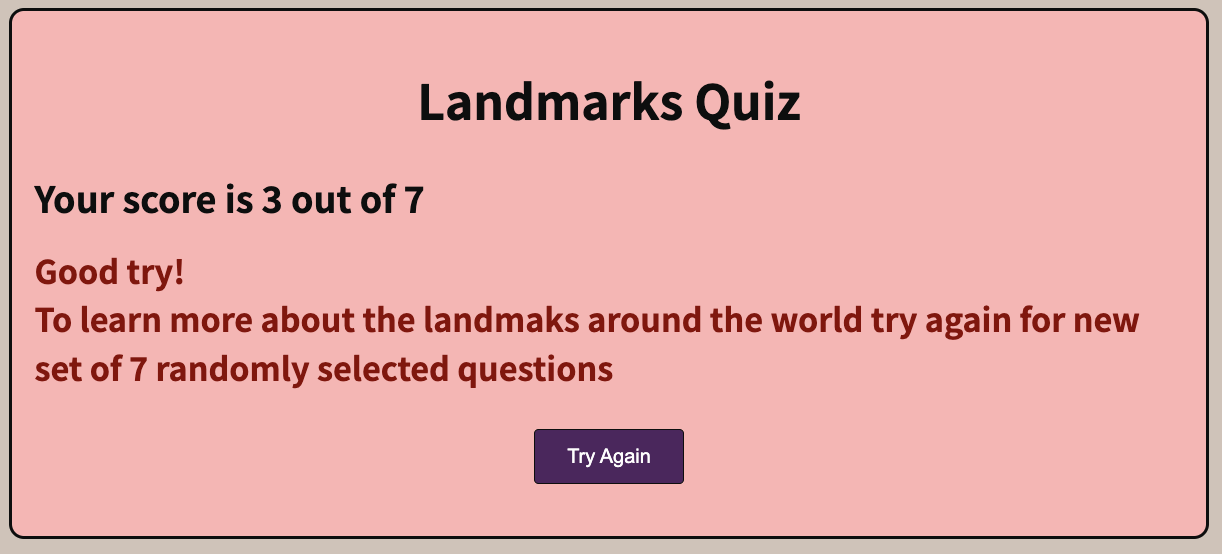 Landmarks Quiz
Your score is 3 out of 7
Good try!
To learn more about the landmaks around the world try again for new
set of 7 randomly selected questions
Try Again